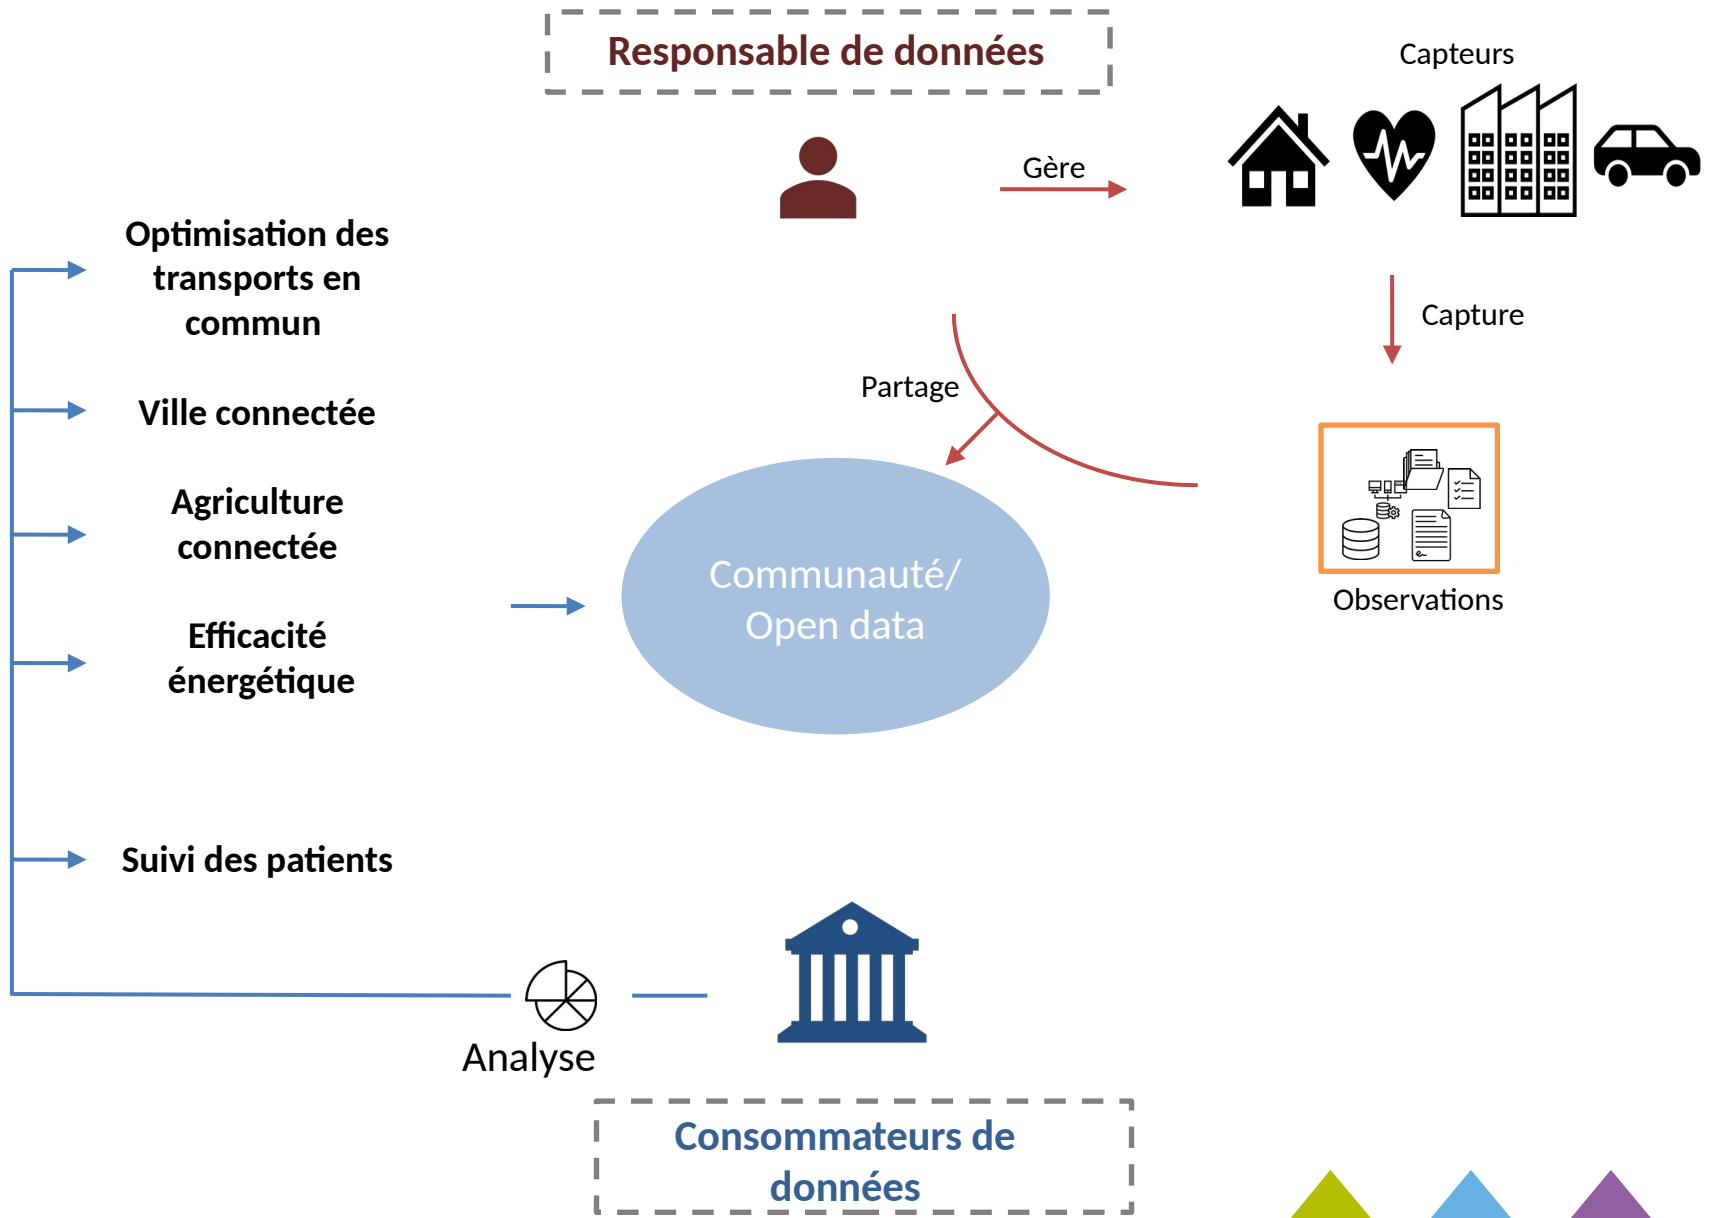 Responsable de données
Capteurs
Gère
Capture
Partage
Observations
Optimisation des
transports en
commun
Ville connectée
Agriculture
connectée
Efficacité
énergétique
Suivi des patients
Communauté/
Open data
Analyse
Consommateurs de
données